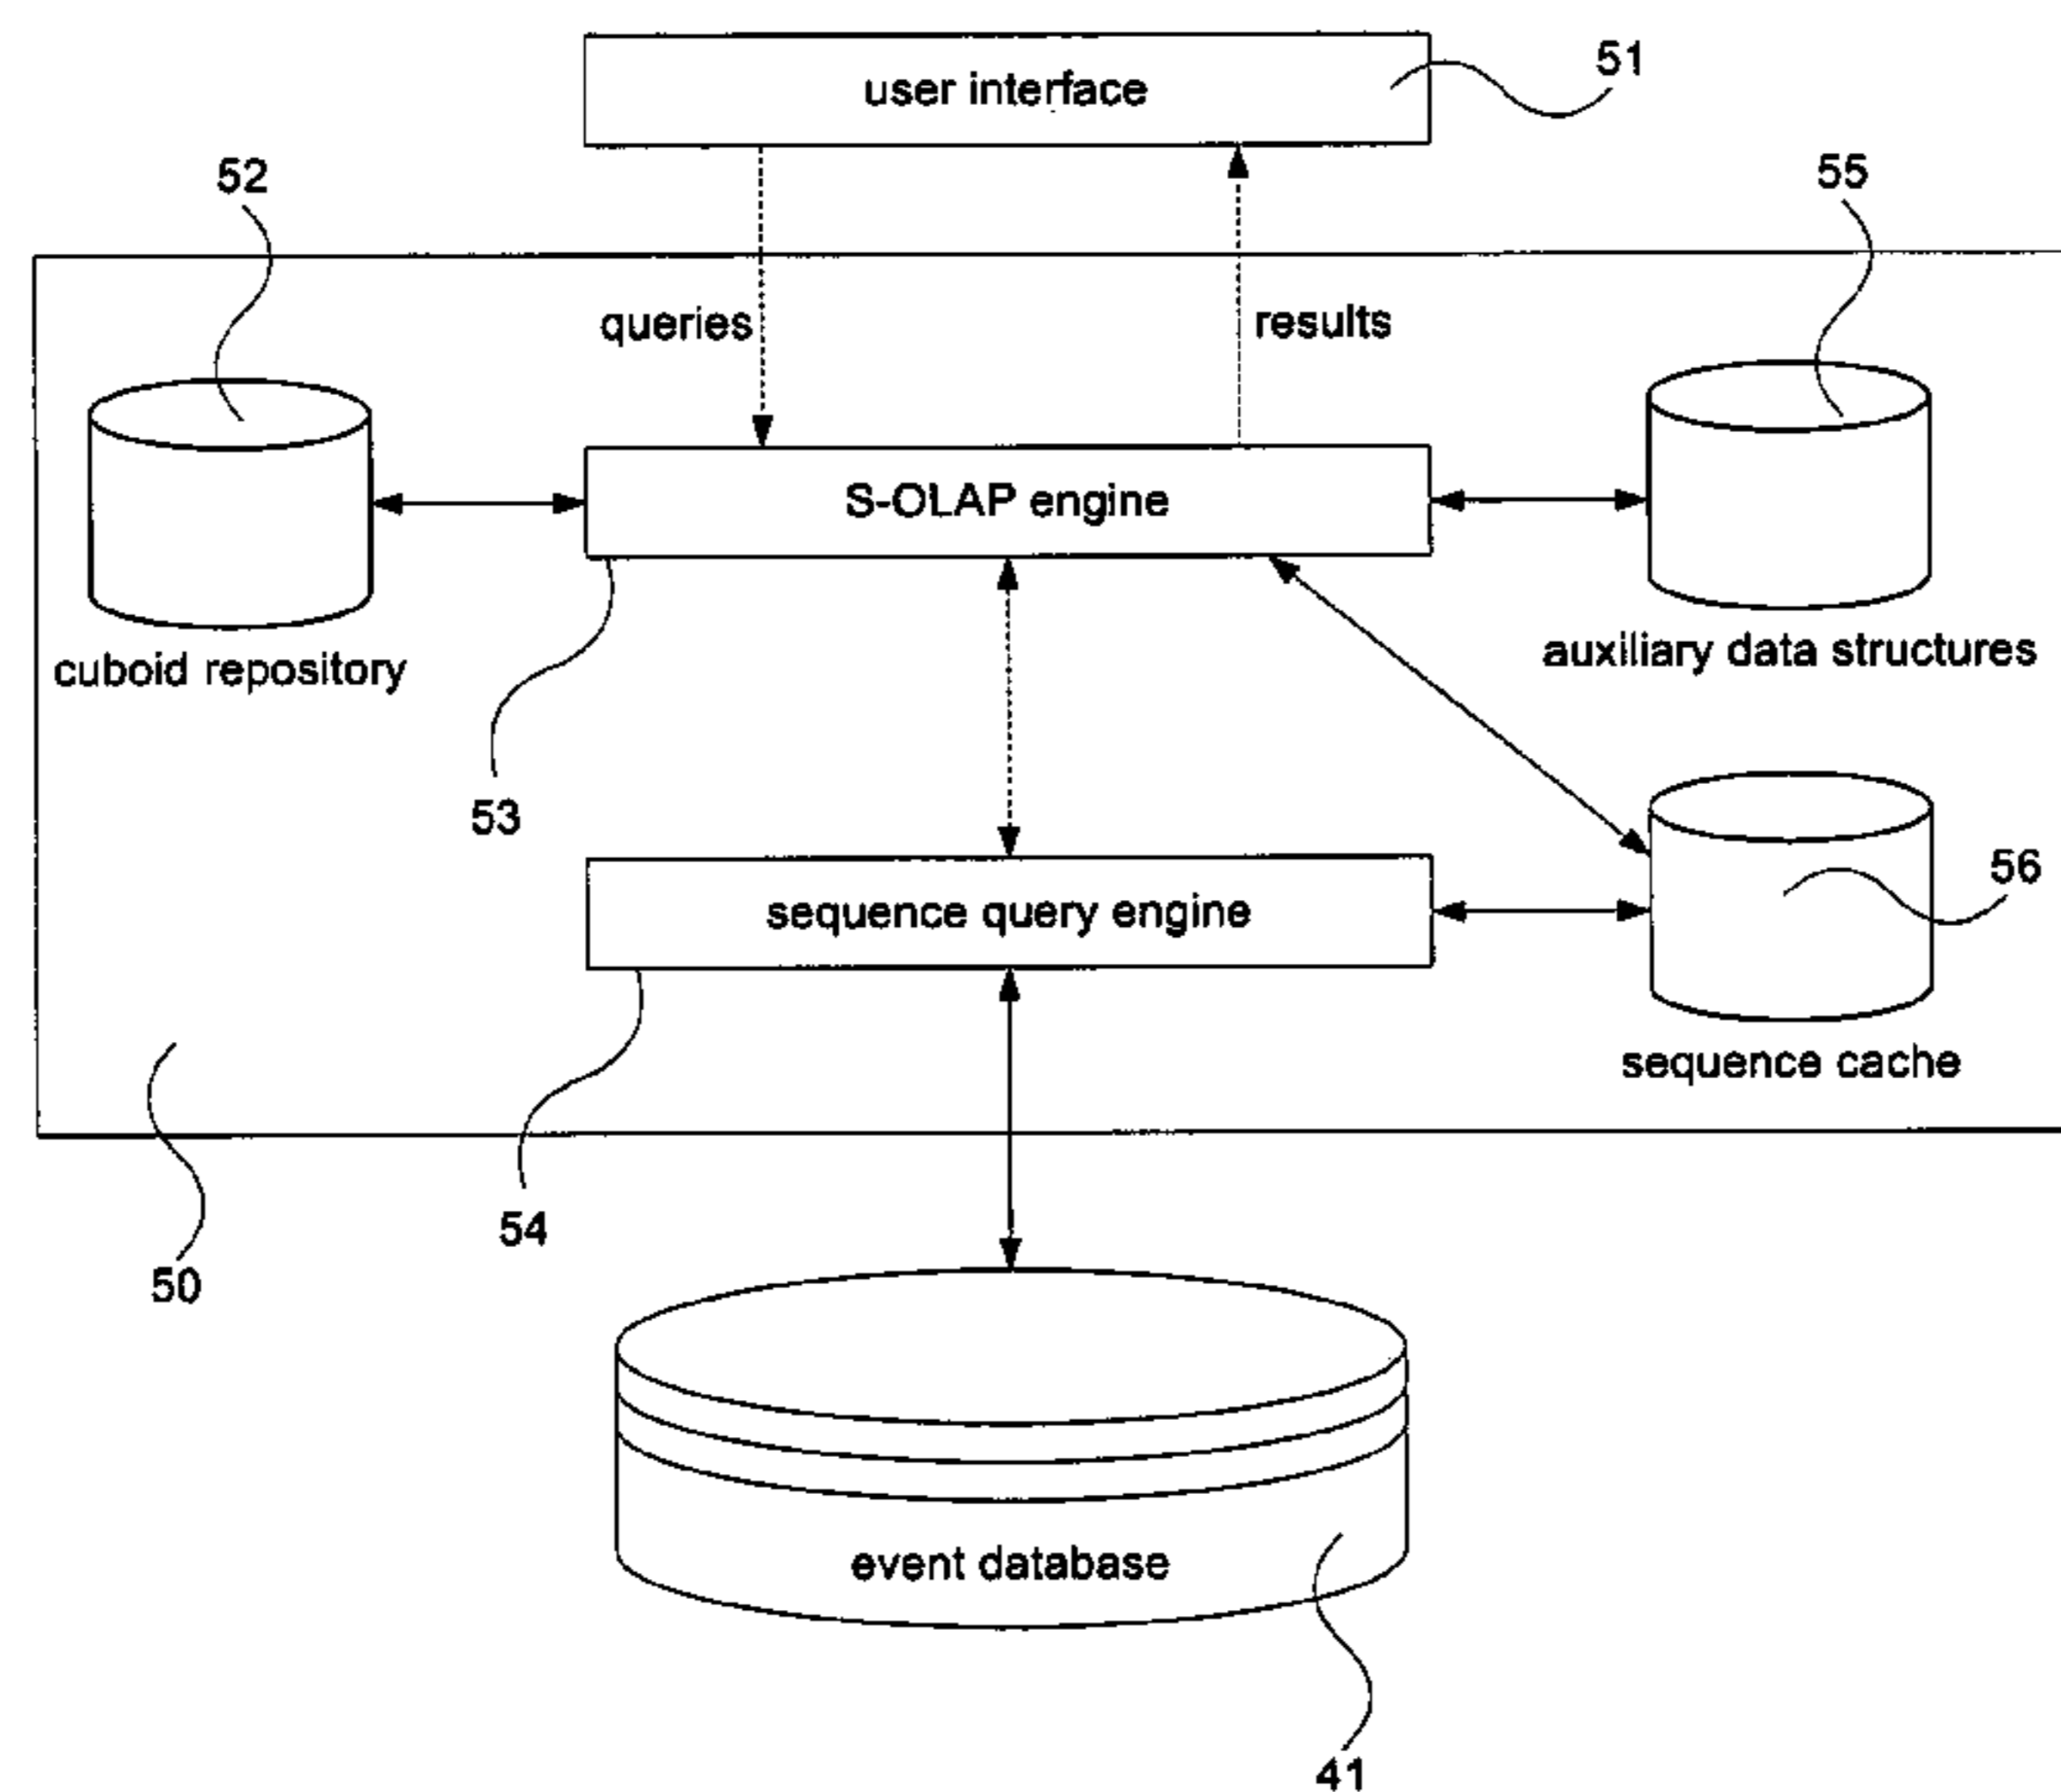 user interface
51
52
55
queries
results
S-OLAP engine
cuboid repository
auxiliary data structures
53
sequence query engine
56
sequence cache
54
50
event database
41